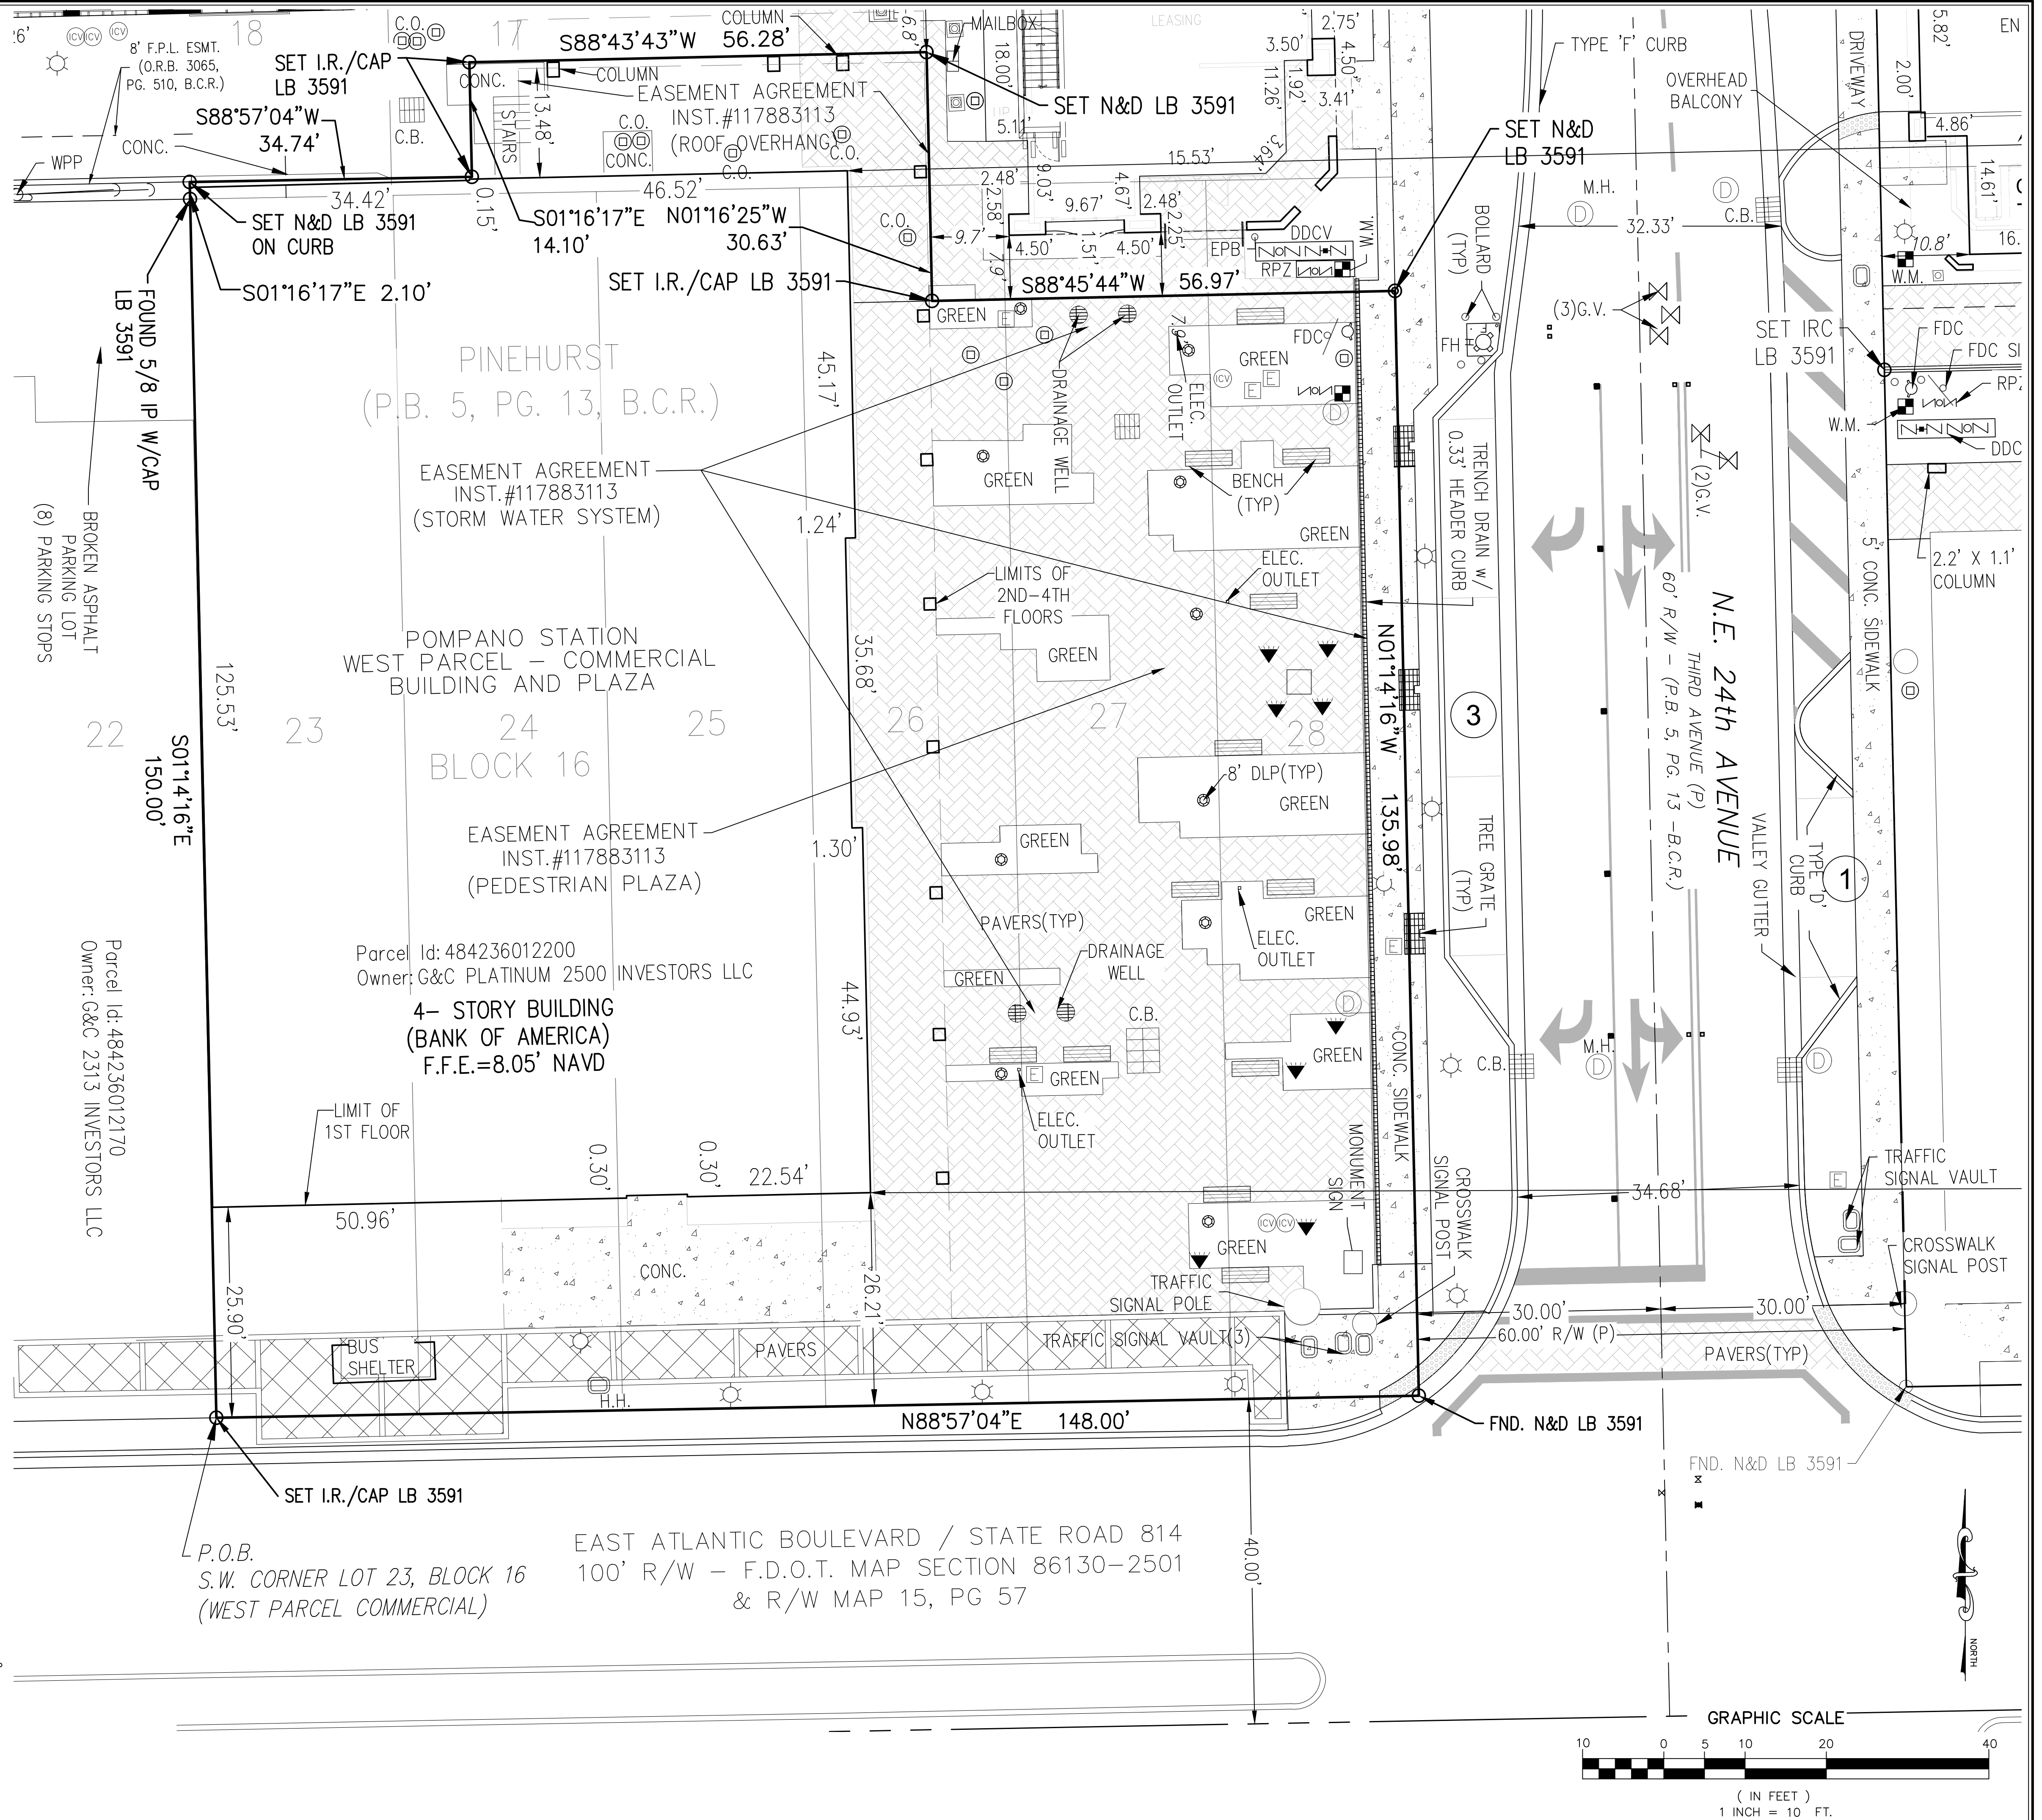 26'
ICV ICV
ICV
18
17
C.O.
8' F.P.L. ESMT.
(O.R.B. 3065,
PG. 510, B.C.R.)
SET I.R./CAP
LB 3591
S88°43'43"W 56.28'
COLUMN
6.8'
MAILBOX
LEASING
2.75'
3.50'
4.50'
18.00'
11.26'
1.92'
3.41'
TYPE 'F' CURB
DRIVEWAY
5.82'
EN
2.00'
OVERHEAD
BALCONY
CONC.
COLUMN
EASEMENT AGREEMENT
INST.#117883113
(ROOF OVERHANG)
SET N&D LB 3591
UP
5.11'
SET N&D
LB 3591
4.86'
S88°57'04"W
34.74'
CONC.
WPP
C.B.
STAIRS
13.48'
C.O.
CONC.
C.O.
C.O.
9.03'
15.53'
3.64'
14.61'
34.42'
0.15'
46.52'
2.48'
2.58'
9.67'
4.67'
2.48'
2.25'
M.H.
D
D
C.B.
32.33'
SET N&D LB 3591
ON CURB
S01°16'17"E
14.10'
N01°16'25"W
30.63'
C.O.
9.7'
7.9'
4.50'
1.51'
4.50'
EPB
DDCV
RPZ
W.M.
BOLLARD
(TYP)
10.8'
16.
W.M.
S01°16'17"E 2.10'
SET I.R./CAP LB 3591
S88°45'44"W 56.97'
FOUND 5/8 IP W/CAP
LB 3591
GREEN
E
7.9'
FDC
GREEN
(3)G.V.
FH
SET IRC
LB 3591
FDC
FDC SI
RPZ
PINEHURST
(P.B. 5, PG. 13, B.C.R.)
45.17'
DRAINAGE WELL
ELEC.
OUTLET
ICV
E
E
D
W.M.
DDC
BROKEN ASPHALT
PARKING LOT
(8) PARKING STOPS
EASEMENT AGREEMENT
INST.#117883113
(STORM WATER SYSTEM)
1.24'
GREEN
BENCH
(TYP)
GREEN
TRENCH DRAIN w/
0.33' HEADER CURB
(2)G.V.
2.2' X 1.1'
COLUMN
5' CONC. SIDEWALK
LIMITS OF
2ND-4TH
FLOORS
ELEC.
OUTLET
GREEN
POMPANO STATION
WEST PARCEL – COMMERCIAL
BUILDING AND PLAZA
35.68'
N01°14'16"W 135.98'
N.E. 24th AVENUE
THIRD AVENUE (P)
60' R/W - (P.B. 5, PG. 13 -B.C.R.)
125.53'
22
23
24
25
26
27
28
3
BLOCK 16
S01°14'16"E
150.00'
8' DLP(TYP)
GREEN
EASEMENT AGREEMENT
INST.#117883113
(PEDESTRIAN PLAZA)
1.30'
GREEN
TREE GRATE
(TYP)
VALLEY GUTTER
TYPE 'D'
CURB
1
PAVERS(TYP)
GREEN
E
Parcel Id: 484236012200
Owner: G&C PLATINUM 2500 INVESTORS LLC
4- STORY BUILDING
(BANK OF AMERICA)
F.F.E.=8.05' NAVD
Parcel Id: 484236012170
Owner: G&C 2313 INVESTORS LLC
44.93'
GREEN
DRAINAGE
WELL
ELEC.
OUTLET
C.B.
D
GREEN
E
GREEN
ELEC.
OUTLET
CONC. SIDEWALK
C.B.
M.H.
D
D
LIMIT OF
1ST FLOOR
0.30'
0.30'
22.54'
50.96'
MONUMENT
SIGN
CROSSWALK
SIGNAL POST
34.68'
E
TRAFFIC
SIGNAL VAULT
ICV ICV
GREEN
CONC.
25.90'
26.21'
TRAFFIC
SIGNAL POLE
CROSSWALK
SIGNAL POST
30.00'
30.00'
60.00' R/W (P)
BUS
SHELTER
PAVERS
TRAFFIC SIGNAL VAULT(3)
PAVERS(TYP)
H.H.
N88°57'04"E 148.00'
FND. N&D LB 3591
FND. N&D LB 3591
SET I.R./CAP LB 3591
P.O.B.
S.W. CORNER LOT 23, BLOCK 16
(WEST PARCEL COMMERCIAL)
EAST ATLANTIC BOULEVARD / STATE ROAD 814
100' R/W – F.D.O.T. MAP SECTION 86130-2501
& R/W MAP 15, PG 57
40.00'
NORTH
GRAPHIC SCALE
10 0 5 10 20 40
( IN FEET )
1 INCH = 10 FT.